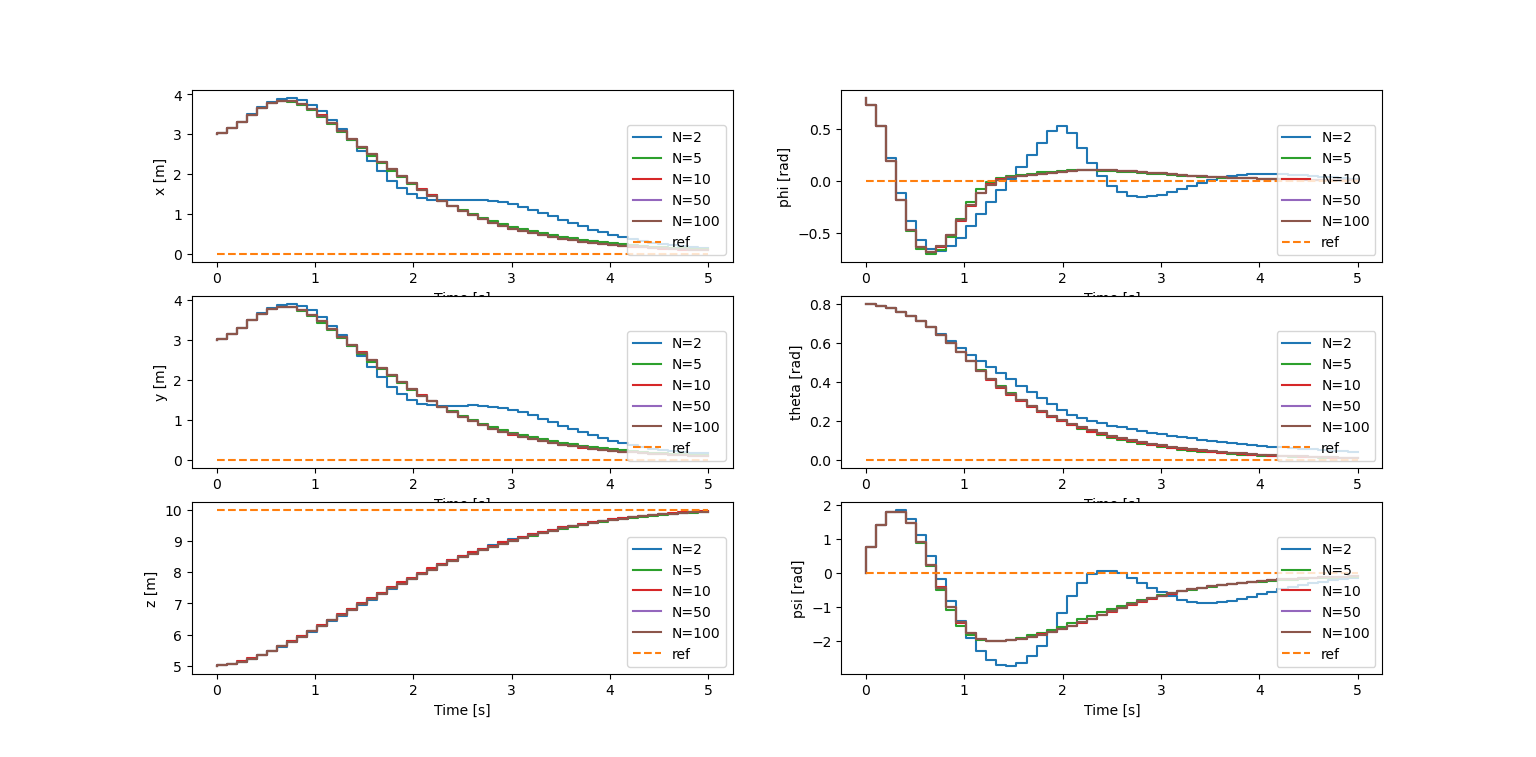 4
3
2
1
0
x [m]
0 1 2 3 4 5
Time [s]
N=2
N=5
N=10
N=50
N=100
ref
0.5
0.0
−0.5
phi [rad]
0 1 2 3 4 5
Time [s]
N=2
N=5
N=10
N=50
N=100
ref
4
3
2
1
0
y [m]
0 1 2 3 4 5
Time [s]
N=2
N=5
N=10
N=50
N=100
ref
0.8
0.6
0.4
0.2
0.0
theta [rad]
0 1 2 3 4 5
Time [s]
N=2
N=5
N=10
N=50
N=100
ref
10
9
8
7
6
5
z [m]
0 1 2 3 4 5
Time [s]
N=2
N=5
N=10
N=50
N=100
ref
2
1
0
−1
−2
psi [rad]
0 1 2 3 4 5
Time [s]
N=2
N=5
N=10
N=50
N=100
ref